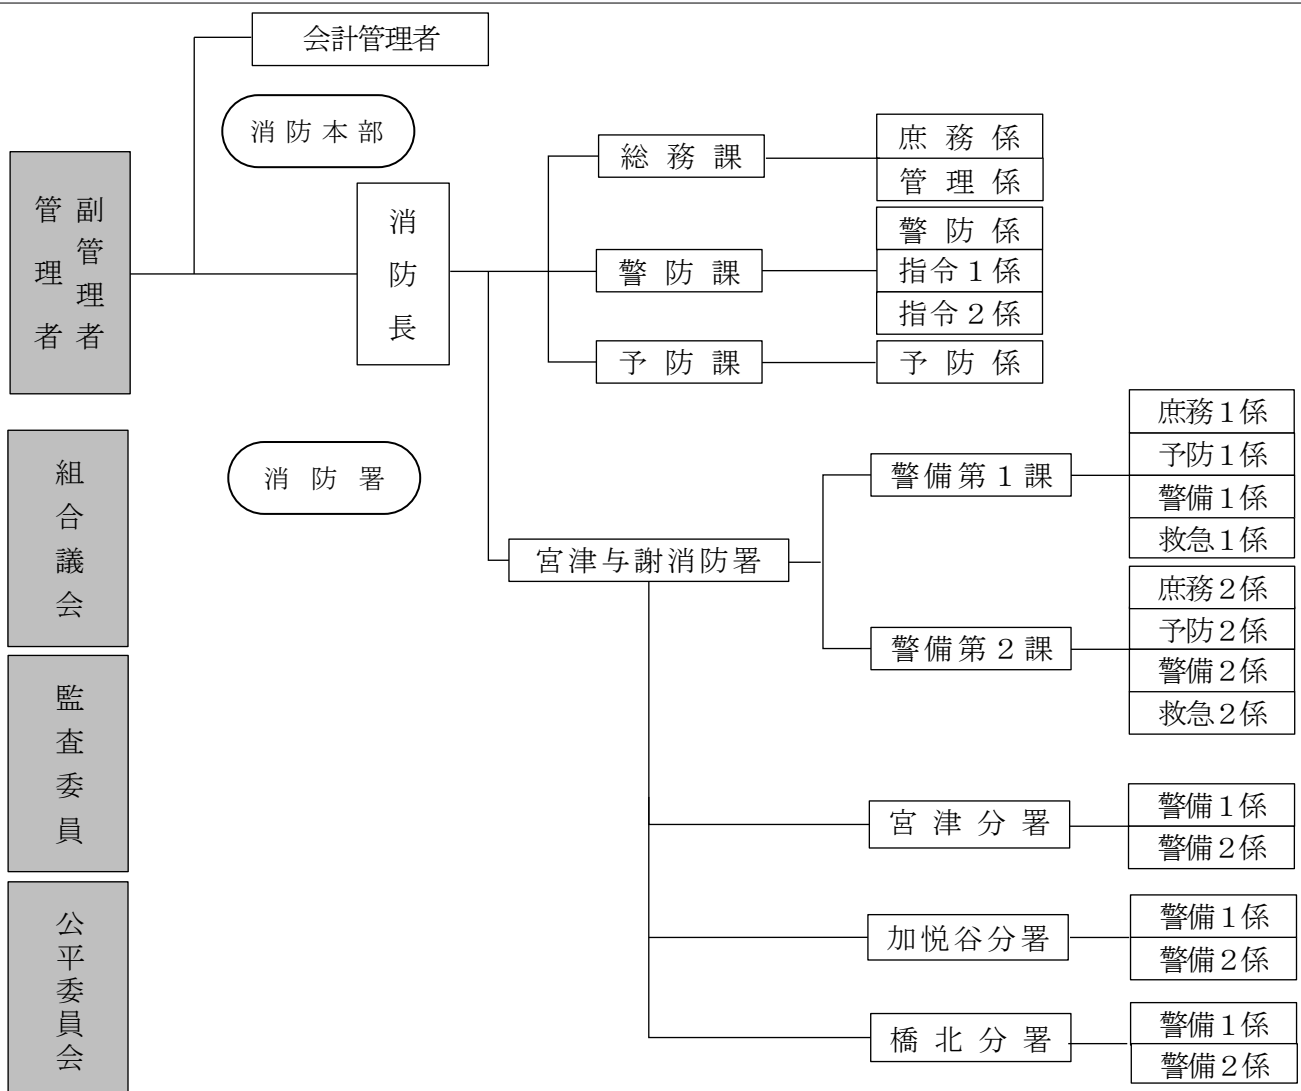 会計管理者
消防本部
管理者
副管理者
消防長
総務課
庶務係
管理係
警防課
警防係
指令１係
指令２係
予防課
予防係
組合議会
消防署
宮津与謝消防署
警備第１課
庶務１係
予防１係
警備１係
救急１係
警備第２課
庶務２係
予防２係
警備２係
救急２係
監査委員
宮津分署
警備１係
警備２係
公平委員会
加悦谷分署
警備１係
警備２係
橋北分署
警備１係
警備２係